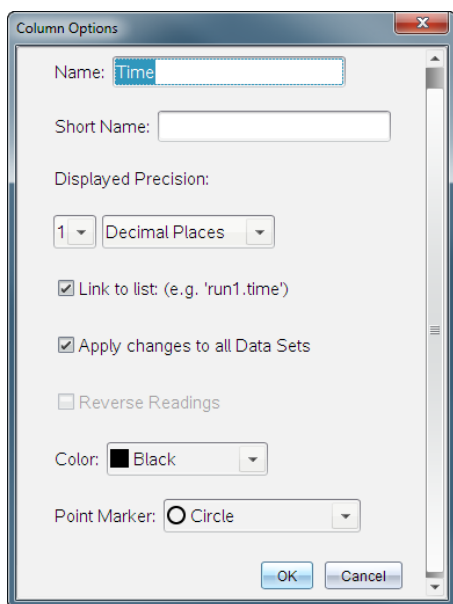 Column Options
Name: Time
Short Name:
Displayed Precision:
1 Decimal Places
Link to list: (e.g. 'run1.time')
Apply changes to all Data Sets
Reverse Readings
Color: Black
Point Marker: Circle
OK Cancel